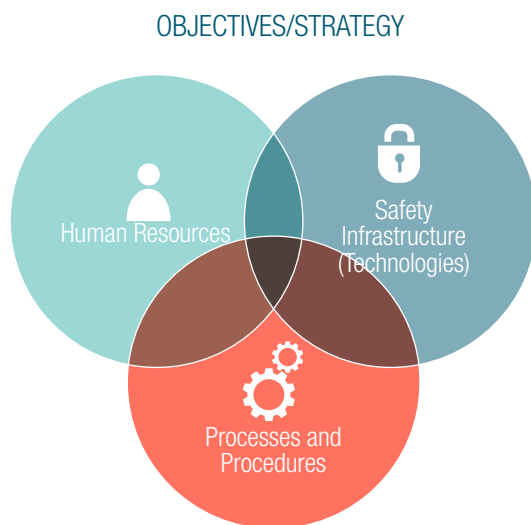 OBJECTIVES/STRATEGY
Human Resources
Safety
Infrastructure
(Technologies)
Processes and
Procedures